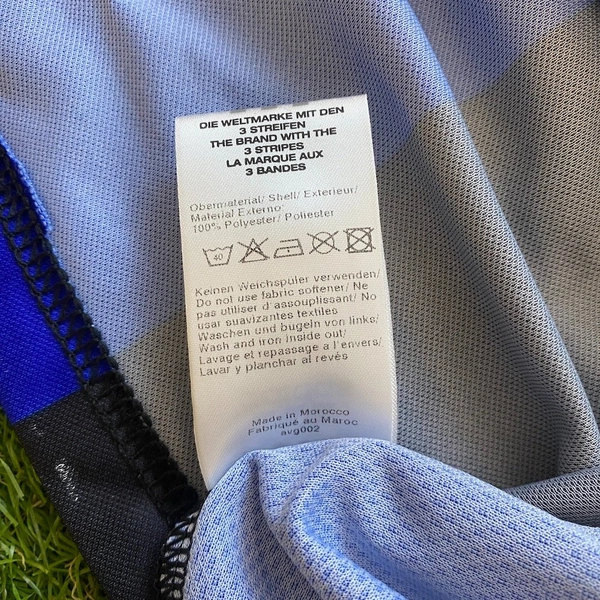 DIE WELTMARKE MIT DEN
3 STREIFEN
THE BRAND WITH THE
3 STRIPES
LA MARQUE AUX
3 BANDES
Obermaterial/ Shell/ Exterieur/
Material Externo:
100% Polyester/ Poliester
40
Keinen Weichspüler verwenden/
Do not use fabric softener/ Ne
pas utiliser d'assouplissant/ No
usar suavizantes textiles
Waschen und bugeln von links/
Wash and iron inside out/
Lavage et repassage a l'envers/
Lavar y planchar al revés
Made in Morocco
Fabriqué au Maroc
avg002